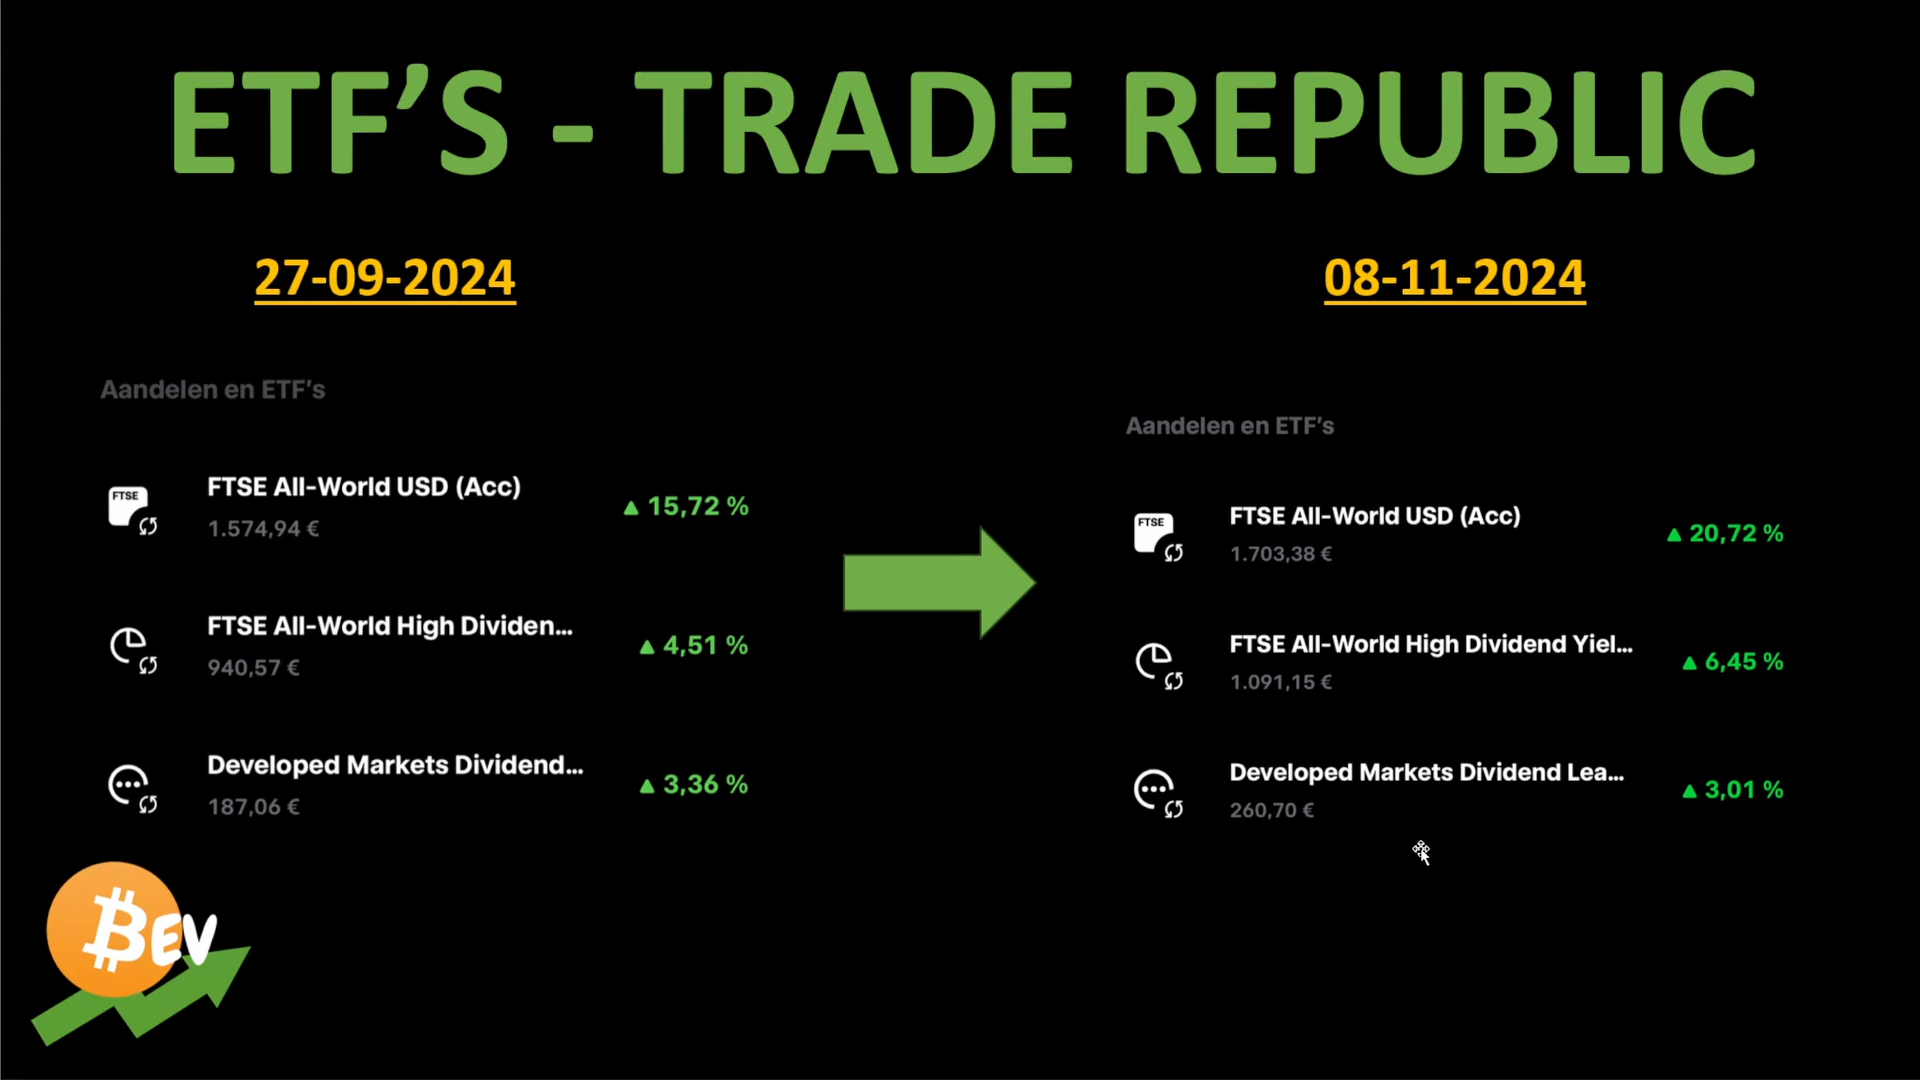 ETF’S - TRADE REPUBLIC
27-09-2024
08-11-2024
Aandelen en ETF’s
FTSE
FTSE All-World USD (Acc)
1.574,94 €
▲ 15,72 %
FTSE All-World High Dividen...
940,57 €
▲ 4,51 %
Developed Markets Dividend...
187,06 €
▲ 3,36 %
Aandelen en ETF’s
FTSE
FTSE All-World USD (Acc)
1.703,38 €
▲ 20,72 %
FTSE All-World High Dividend Yiel...
1.091,15 €
▲ 6,45 %
Developed Markets Dividend Lea...
260,70 €
▲ 3,01 %
₿EV